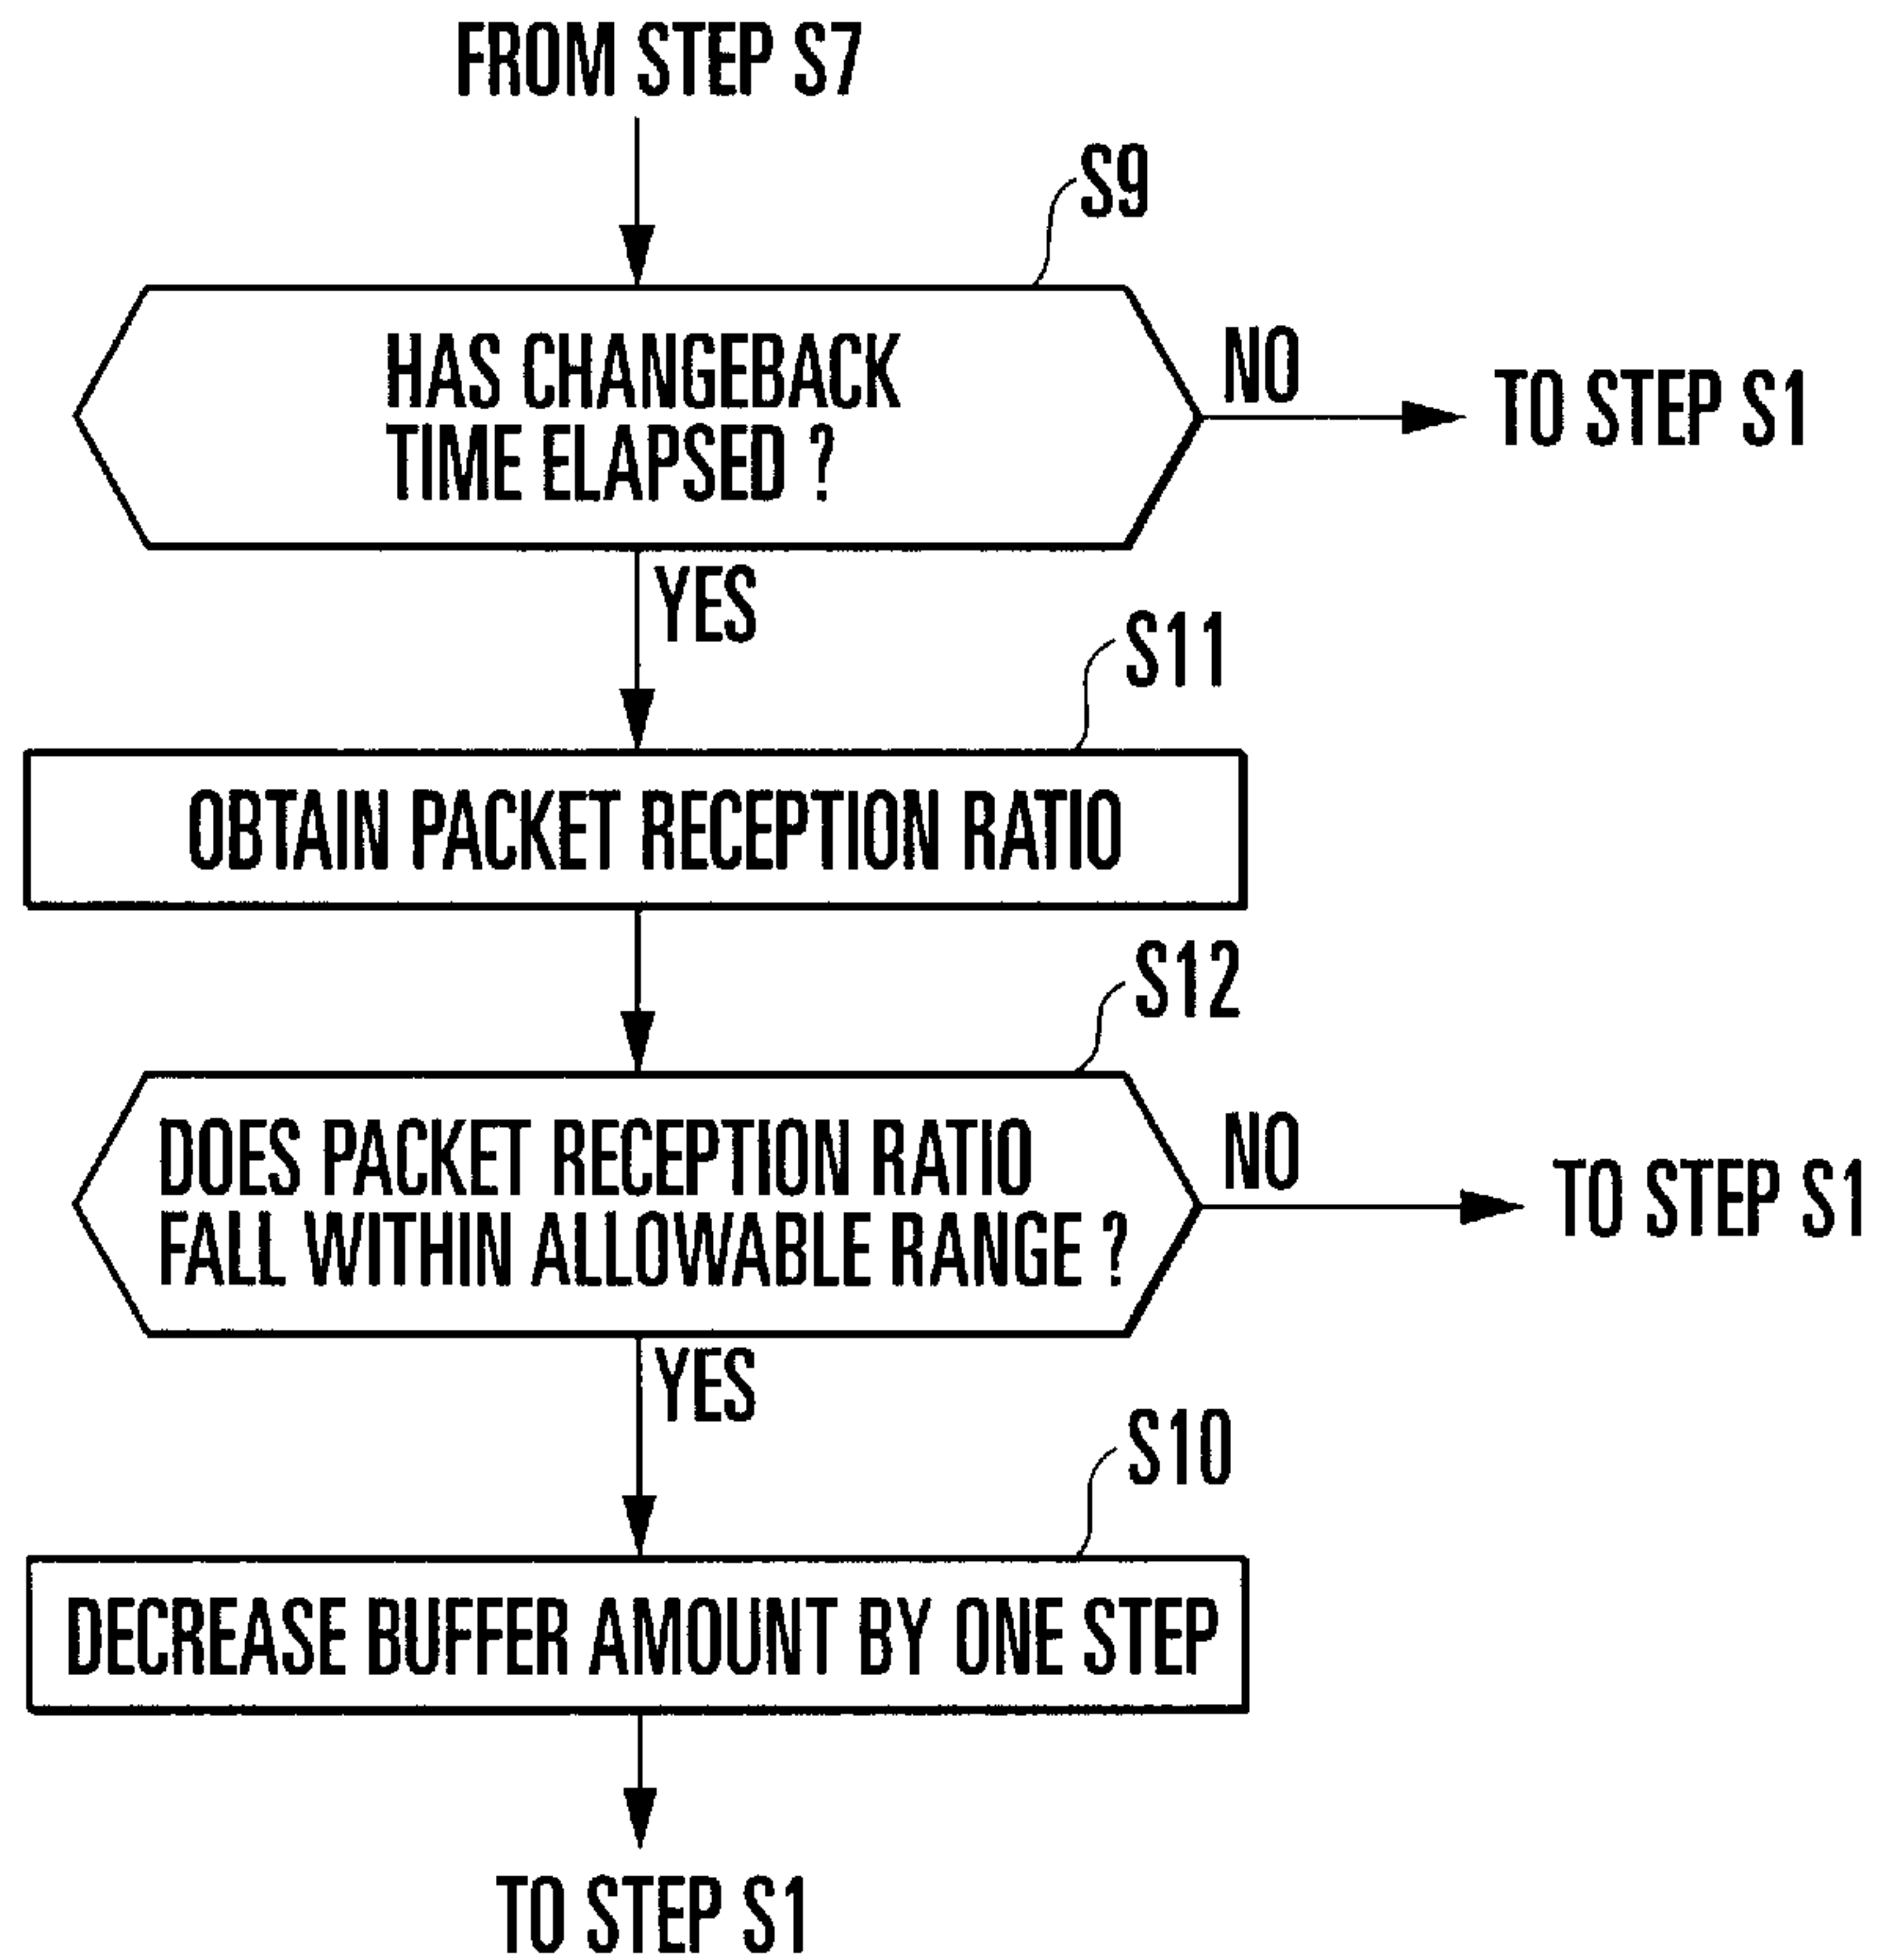 FROM STEP S7
S9
HAS CHANGEBACK
TIME ELAPSED ?
NO
TO STEP S1
YES
S11
OBTAIN PACKET RECEPTION RATIO
S12
DOES PACKET RECEPTION RATIO
FALL WITHIN ALLOWABLE RANGE ?
NO
TO STEP S1
YES
S10
DECREASE BUFFER AMOUNT BY ONE STEP
TO STEP S1